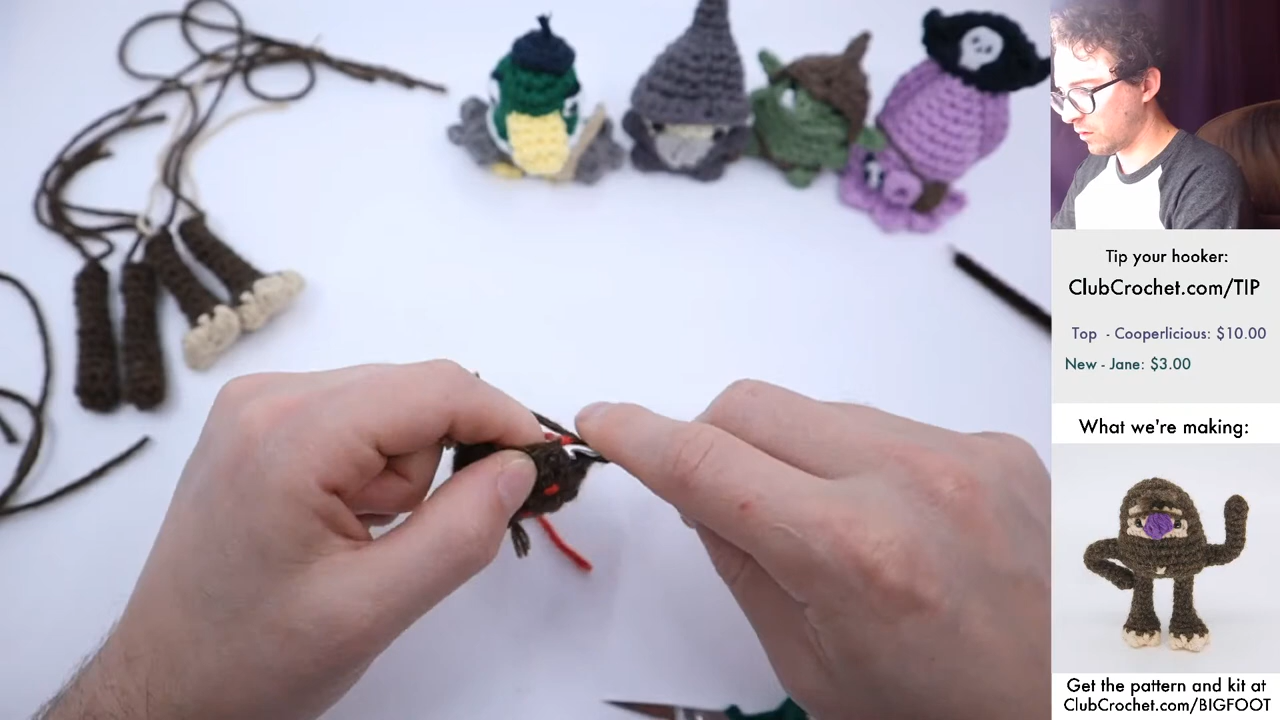 Tip your hooker:
ClubCrochet.com/TIP
Top - Cooperlicious: $10.00
New - Jane: $3.00
What we're making:
Get the pattern and kit at
ClubCrochet.com/BIGFOOT